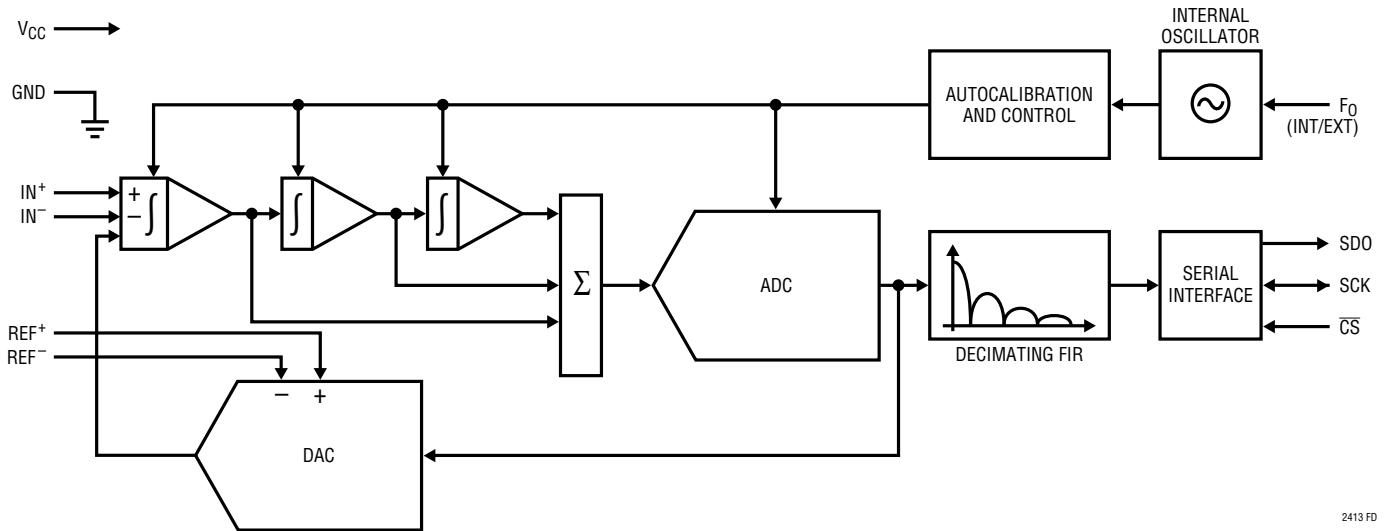 INTERNAL
OSCILLATOR
V_CC
GND
AUTOCALIBRATION
AND CONTROL
F_O
(INT/EXT)
IN⁺
IN⁻
+
−
∫
∫
∫
Σ
ADC
SDO
SERIAL
INTERFACE
SCK
C̅S̅
REF⁺
REF⁻
DECIMATING FIR
− +
DAC
2413 FD